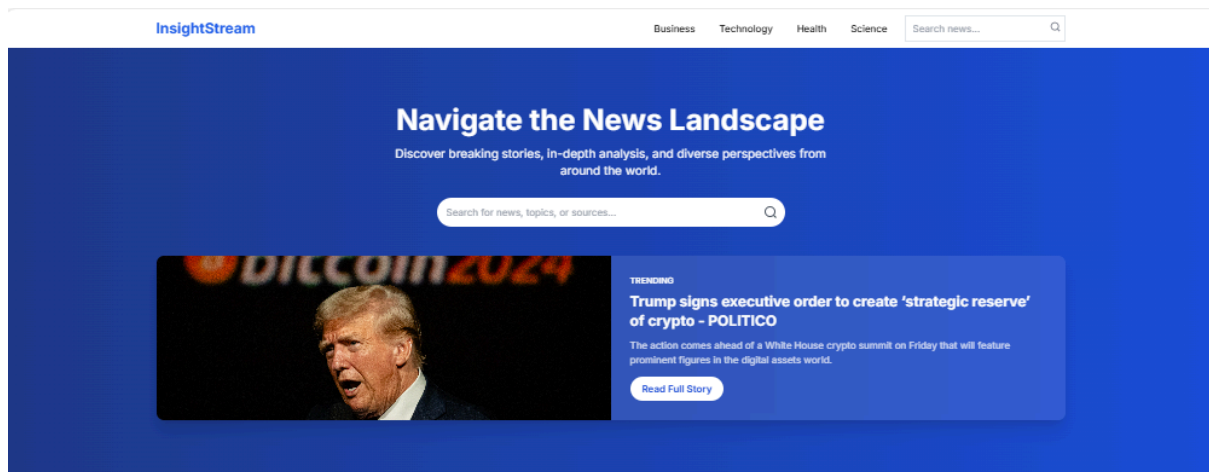 InsightStream
Business Technology Health Science Search news...
Navigate the News Landscape
Discover breaking stories, in-depth analysis, and diverse perspectives from
around the world.
Search for news, topics, or sources...
bitcoin2024
TRENDING
Trump signs executive order to create ‘strategic reserve’
of crypto - POLITICO
The action comes ahead of a White House crypto summit on Friday that will feature
prominent figures in the digital assets world.
Read Full Story